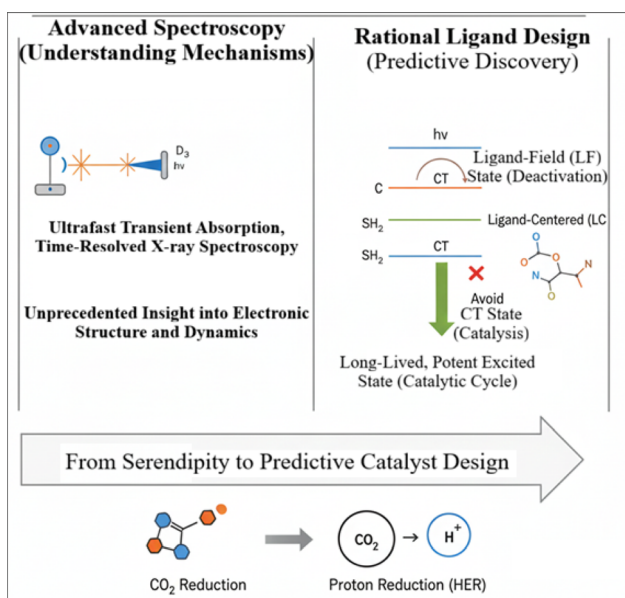 Advanced Spectroscopy
(Understanding Mechanisms)
D3
hν
Ultrafast Transient Absorption,
Time-Resolved X-ray Spectroscopy
Unprecedented Insight into Electronic
Structure and Dynamics
Rational Ligand Design
(Predictive Discovery)
hν
Ligand-Field (LF)
CT
State (Deactivation)
C
SH2
Ligand-Centered (LC
SH2
CT
O
O
O
N
N
O
Avoid
CT State
(Catalysis)
Long-Lived, Potent Excited
State (Catalytic Cycle)
From Serendipity to Predictive Catalyst Design
CO2 → H+
CO2 Reduction
Proton Reduction (HER)